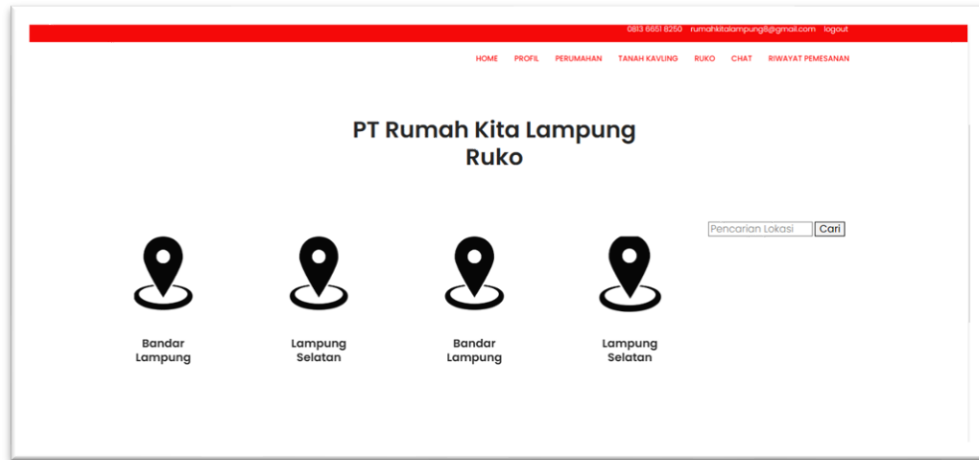 0813 6651 8250 rumahkitalampung8@gmail.com logout
HOME PROFIL PERUMAHAN TANAH KAVLING RUKO CHAT RIWAYAT PEMESANAN
PT Rumah Kita Lampung
Ruko
Pencarian Lokasi Cari
Bandar
Lampung
Lampung
Selatan
Bandar
Lampung
Lampung
Selatan